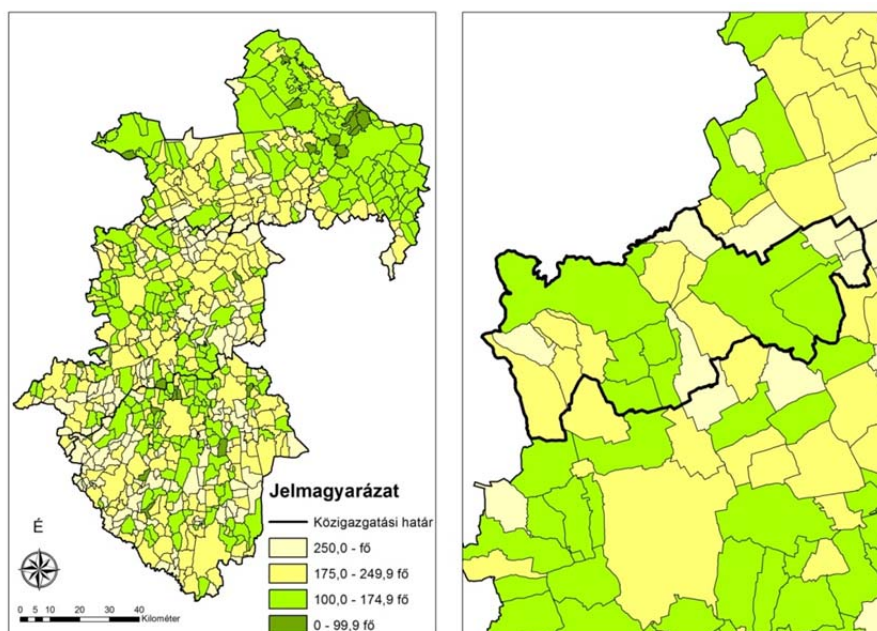 Jelmagyarázat
Közigazgatási határ
250,0 - fő
175,0 - 249,9 fő
100,0 - 174,9 fő
0 - 99,9 fő
É
0 5 10 20 30 40
Kilométer